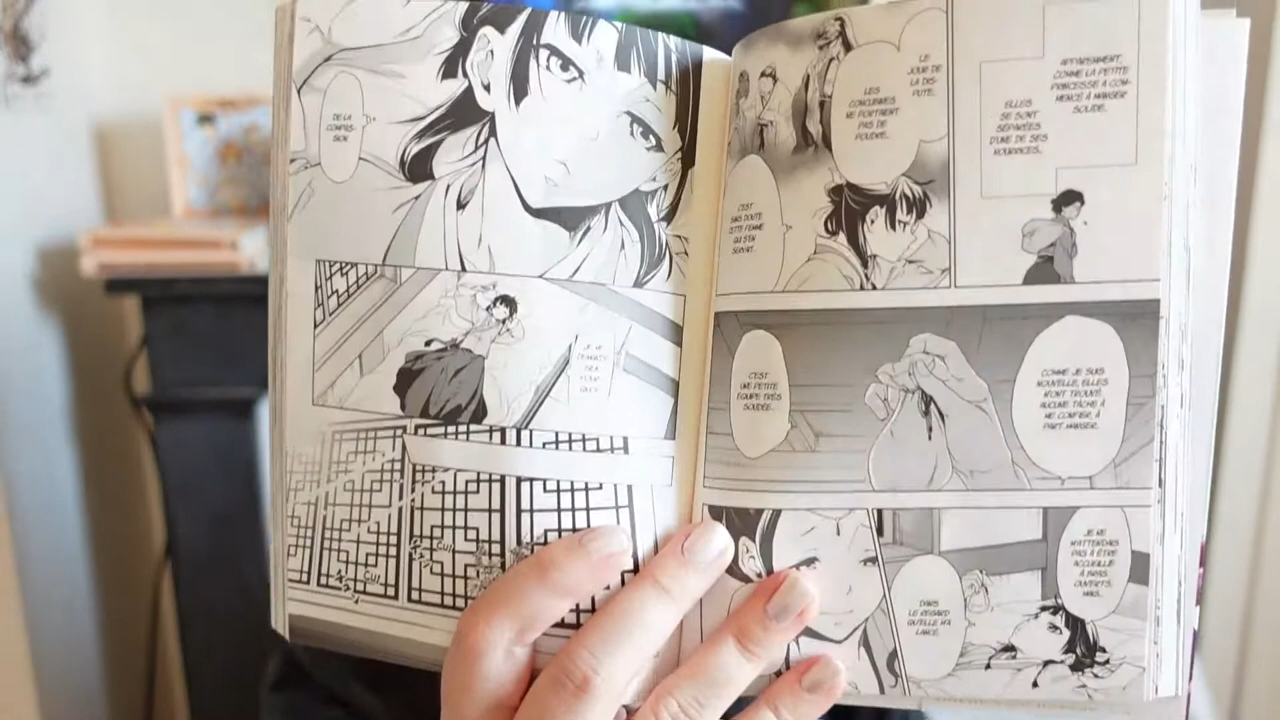 APPAREMMENT,
COMME LA PETITE
PRINCESSE A COM-
MENCÉ À MANGER
SOLIDE,
ELLES
SE SONT
SÉPARÉES
D'UNE DE SES
NOURRICES...
LE
JOUR DE
LA DIS-
PUTE,
LES
CONCUBINES
NE PORTAIENT
PAS DE
POUDRE...
C'EST
SANS DOUTE
CETTE FEMME
QUI S'EN
SERVAIT...
COMME JE SUIS
NOUVELLE, ELLES
N'ONT TROUVÉ
AUCUNE TÂCHE À
ME CONFIER, À
PART MANGER.
C'EST
UNE PETITE
ÉQUIPE TRÈS
SOUDÉE...
JE NE
M'ATTENDAIS
PAS À ÊTRE
ACCUEILLIE
À BRAS
OUVERTS,
MAIS...
DANS
LE REGARD
QU'ELLE M'A
LANCÉ,
DE LA
COMPAS-
SION
JE NE
CUI
CUI